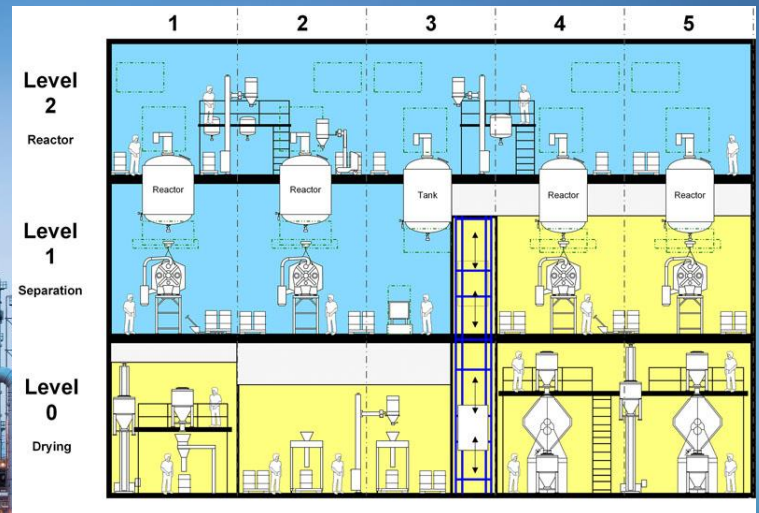 1 2 3 4 5
Level
2
Reactor
Reactor Reactor Tank Reactor Reactor
Level
1
Separation
Level
0
Drying